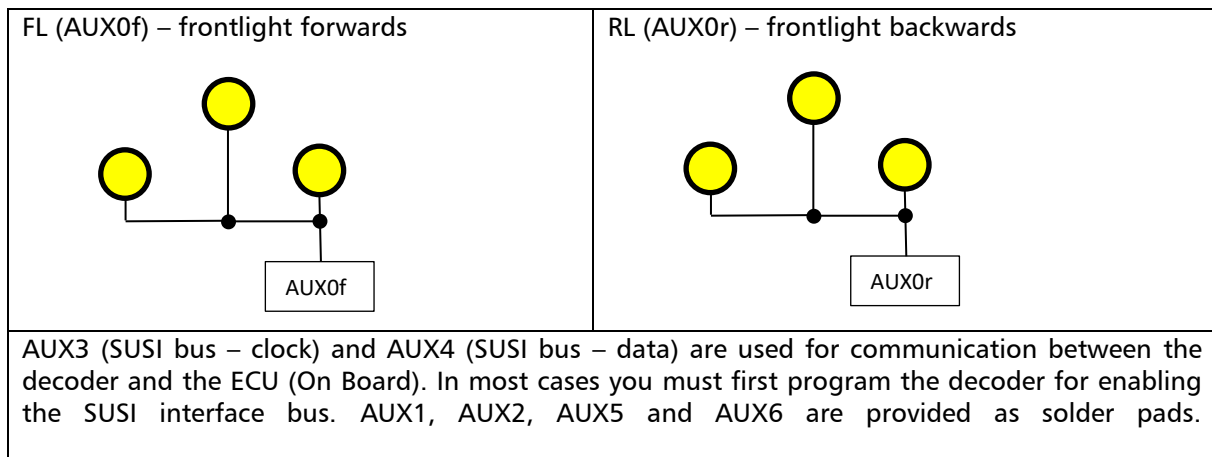 FL (AUX0f) – frontlight forwards
RL (AUX0r) – frontlight backwards
AUX0f
AUX0r
AUX3 (SUSI bus – clock) and AUX4 (SUSI bus – data) are used for communication between the
decoder and the ECU (On Board). In most cases you must first program the decoder for enabling
the SUSI interface bus. AUX1, AUX2, AUX5 and AUX6 are provided as solder pads.